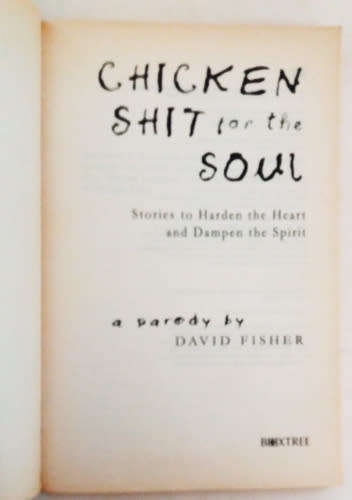 CHICKEN
SHIT for the
SOUL
Stories to Harden the Heart
and Dampen the Spirit
a parody by
DAVID FISHER
BOXTREE